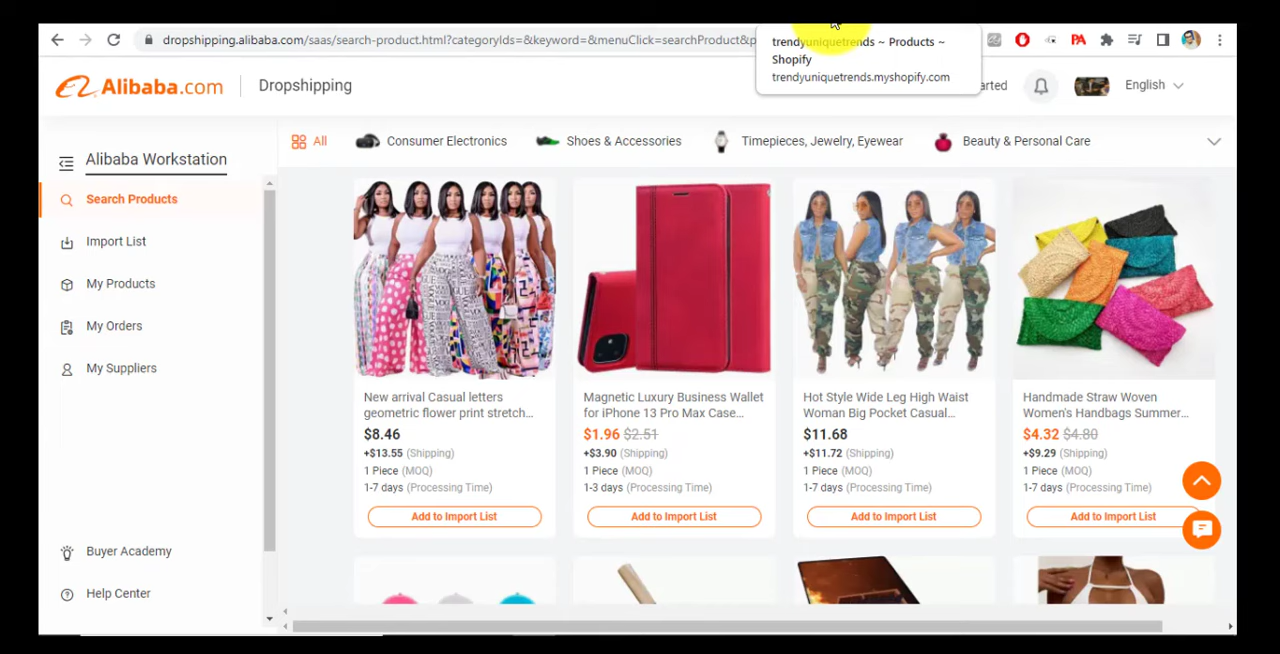 dropshipping.alibaba.com/saas/search-product.html?categoryIds=&keyword=&menuClick=searchProduct&p
trendyuniquetrends ~ Products ~
Shopify
trendyuniquetrends.myshopify.com
PA
Alibaba.com
Dropshipping
arted
English
Alibaba Workstation
Search Products
Import List
My Products
My Orders
My Suppliers
Buyer Academy
Help Center
All
Consumer Electronics
Shoes & Accessories
Timepieces, Jewelry, Eyewear
Beauty & Personal Care
New arrival Casual letters
geometric flower print stretch...
$8.46
+$13.55 (Shipping)
1 Piece (MOQ)
1-7 days (Processing Time)
Add to Import List
Magnetic Luxury Business Wallet
for iPhone 13 Pro Max Case...
$1.96 $2.51
+$3.90 (Shipping)
1 Piece (MOQ)
1-3 days (Processing Time)
Add to Import List
Hot Style Wide Leg High Waist
Woman Big Pocket Casual...
$11.68
+$11.72 (Shipping)
1 Piece (MOQ)
1-7 days (Processing Time)
Add to Import List
Handmade Straw Woven
Women's Handbags Summer...
$4.32 $4.80
+$9.29 (Shipping)
1 Piece (MOQ)
1-7 days (Processing Time)
Add to Import List